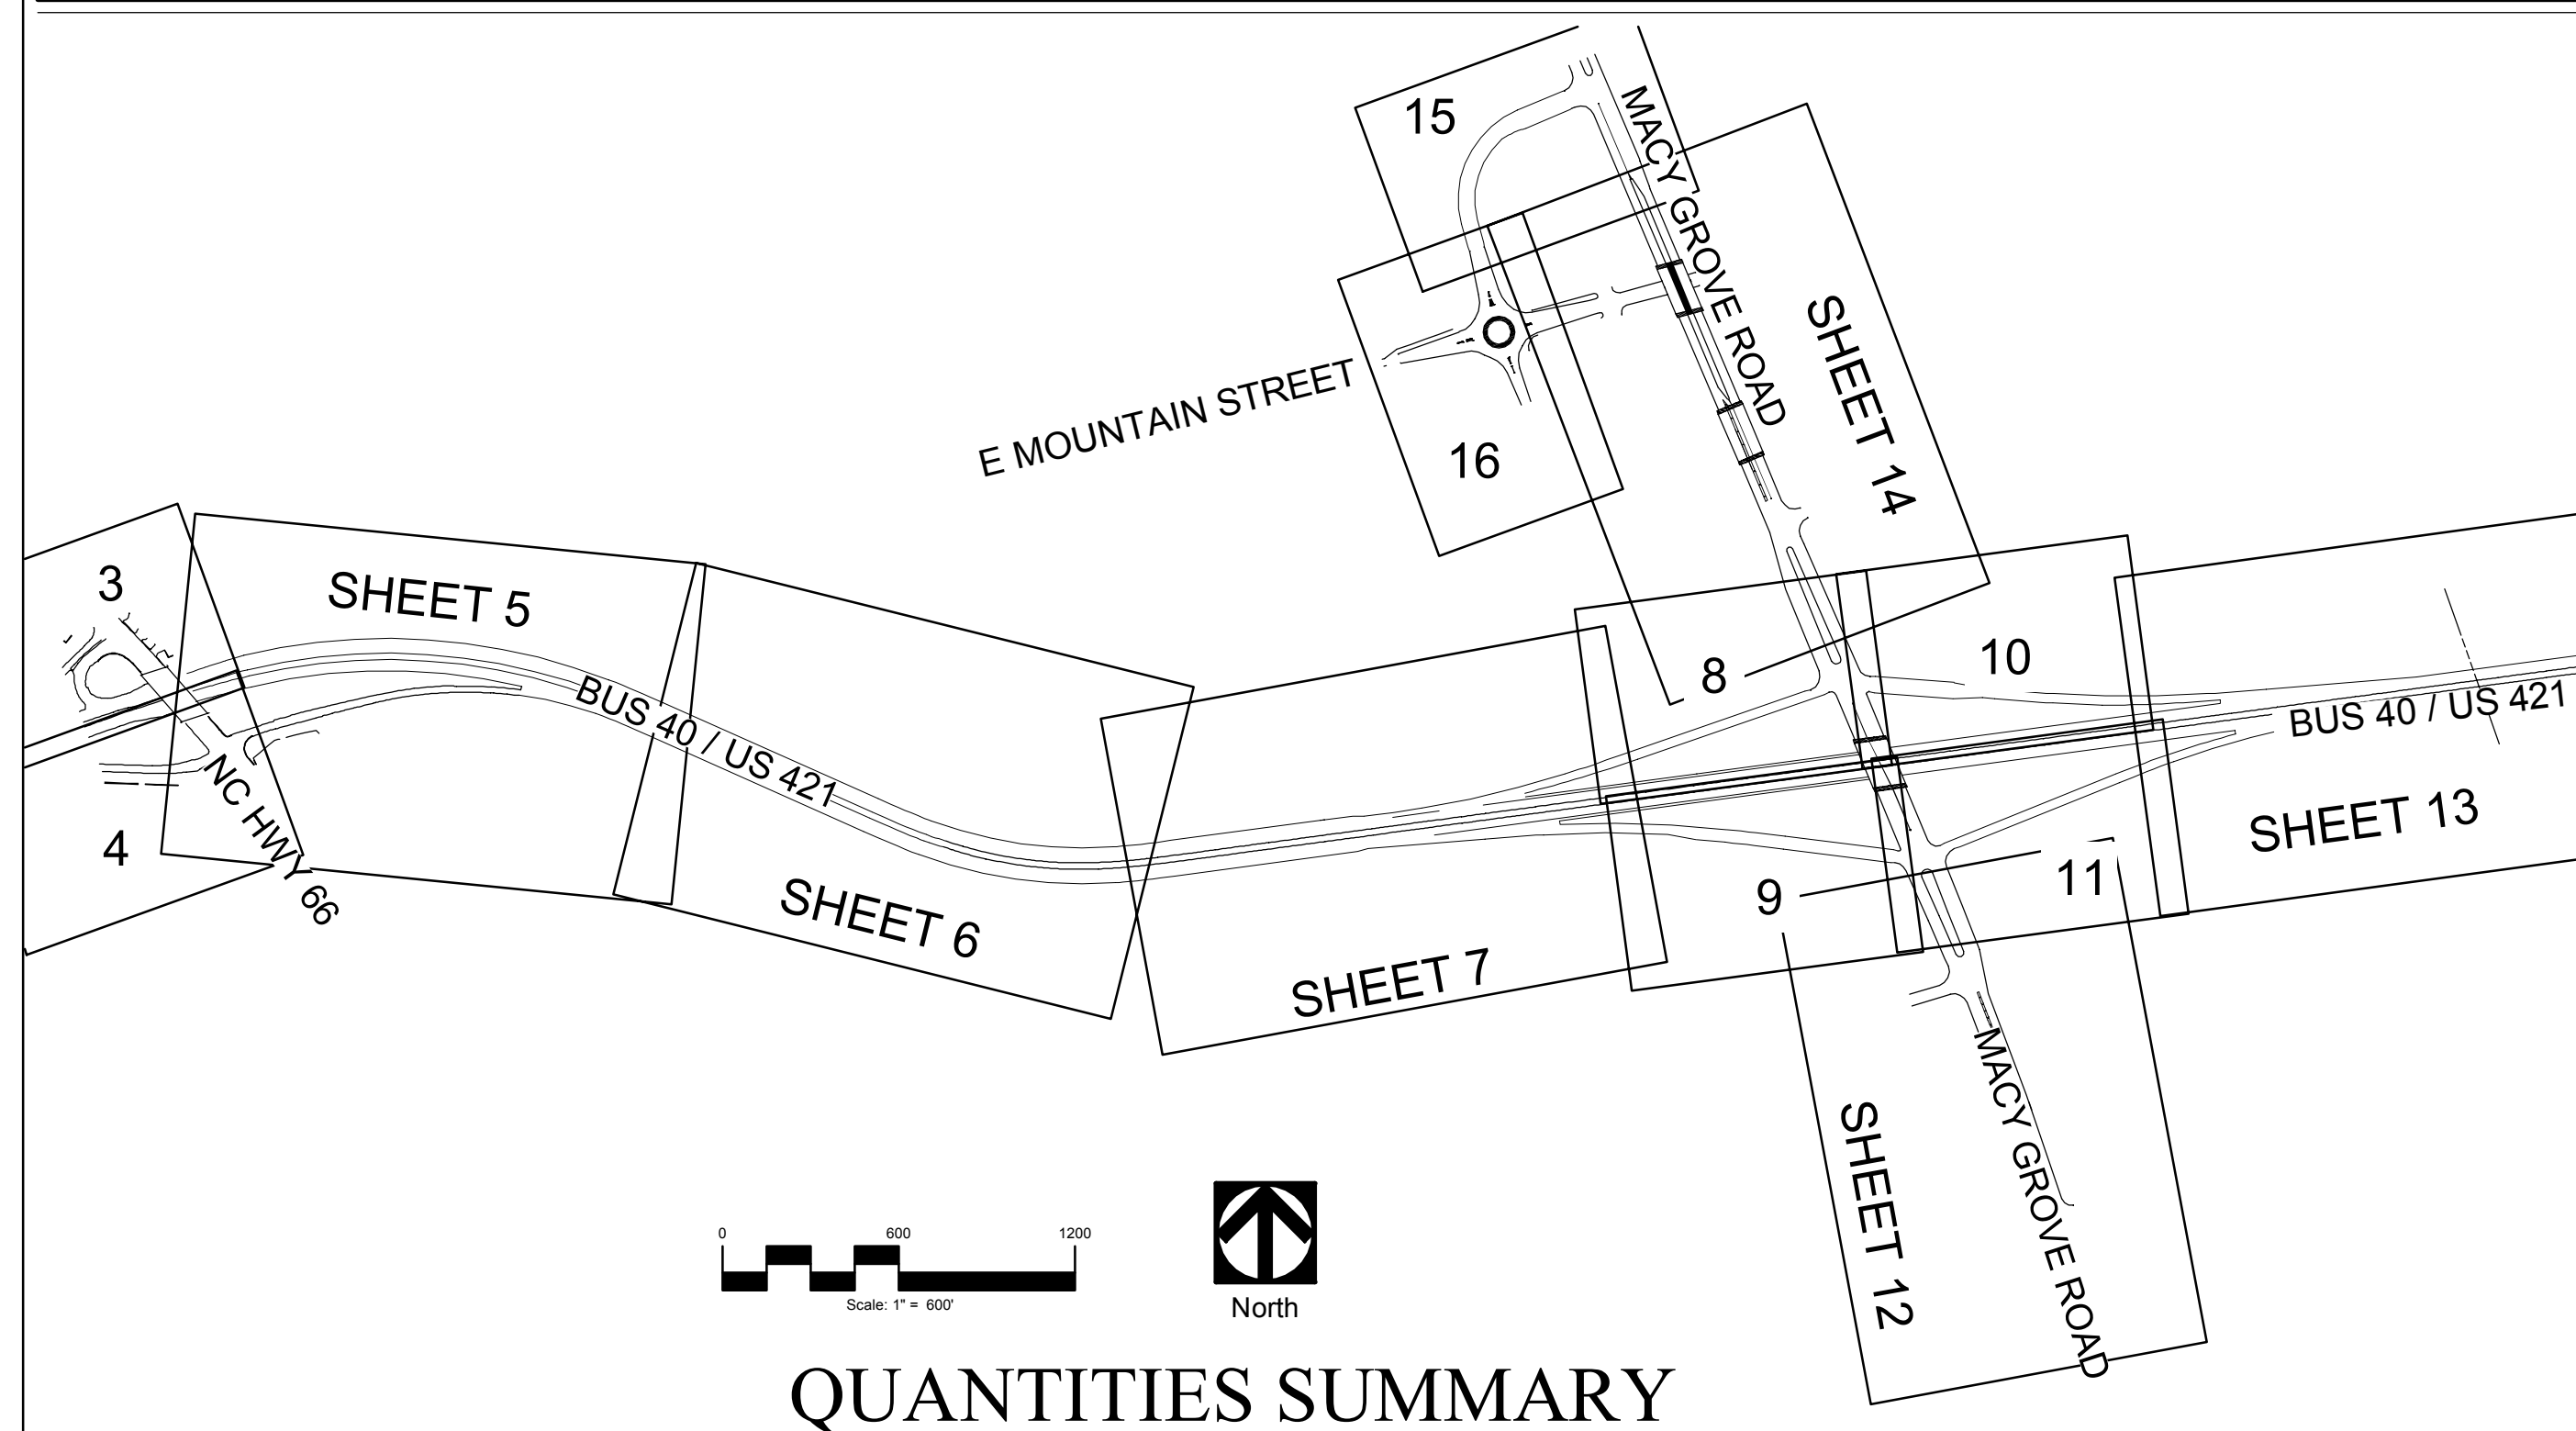 15
MACY GROVE ROAD
SHEET 14
E MOUNTAIN STREET
16
3
SHEET 5
8
10
BUS 40 / US 421
BUS 40 / US 421
NC HWY 66
4
SHEET 13
9
11
SHEET 6
SHEET 7
MACY GROVE ROAD
SHEET 12
0 600 1200
Scale: 1" = 600'
North
QUANTITIES SUMMARY